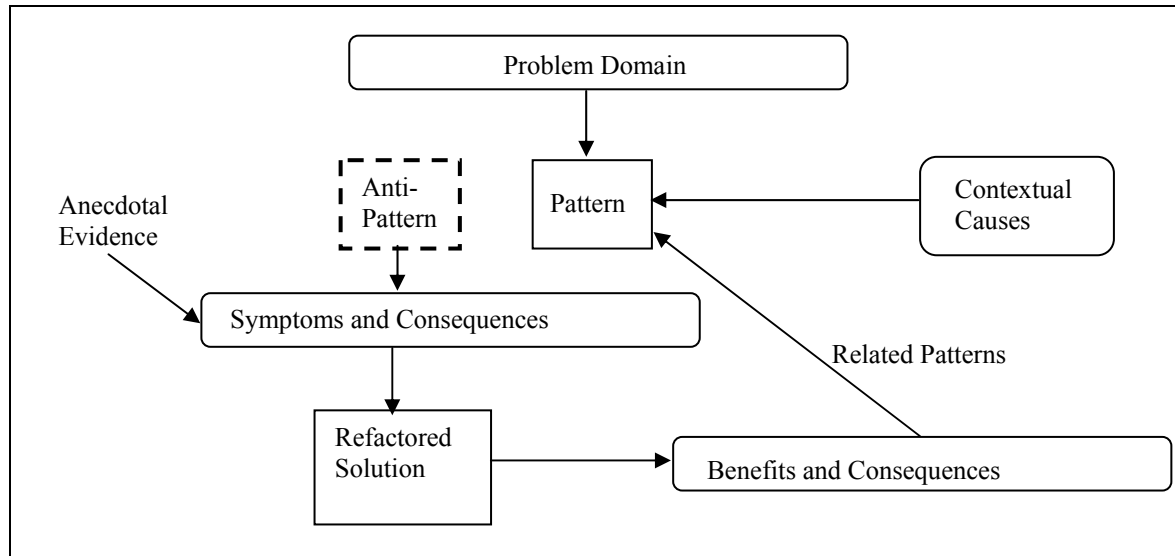 Problem Domain
Anti-
Pattern
Pattern
Contextual
Causes
Anecdotal
Evidence
Symptoms and Consequences
Related Patterns
Refactored
Solution
Benefits and Consequences